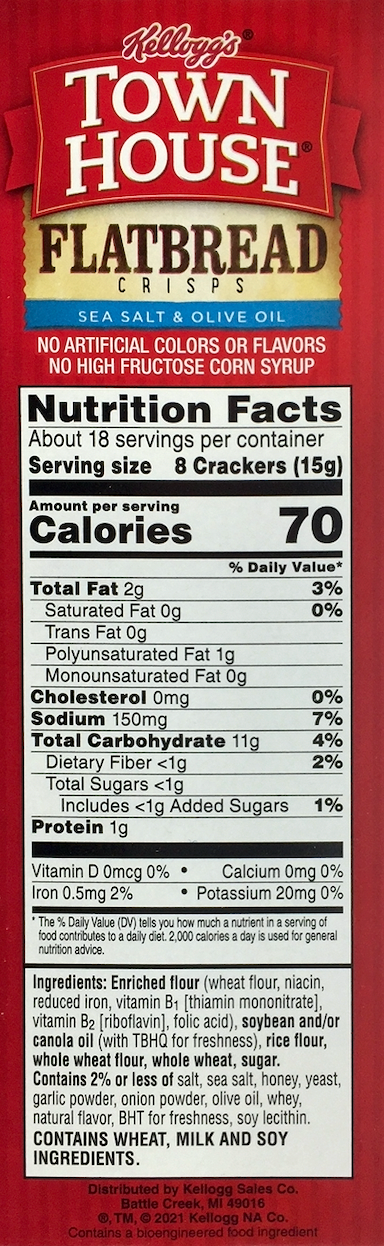 Kellogg's®
TOWN
HOUSE®
FLATBREAD
CRISPS
SEA SALT & OLIVE OIL
NO ARTIFICIAL COLORS OR FLAVORS
NO HIGH FRUCTOSE CORN SYRUP
Nutrition Facts
About 18 servings per container
Serving size 8 Crackers (15g)
Amount per serving
Calories 70
% Daily Value*
Total Fat 2g 3%
Saturated Fat 0g 0%
Trans Fat 0g
Polyunsaturated Fat 1g
Monounsaturated Fat 0g
Cholesterol 0mg 0%
Sodium 150mg 7%
Total Carbohydrate 11g 4%
Dietary Fiber <1g 2%
Total Sugars <1g
Includes <1g Added Sugars 1%
Protein 1g
Vitamin D 0mcg 0% • Calcium 0mg 0%
Iron 0.5mg 2% • Potassium 20mg 0%
* The % Daily Value (DV) tells you how much a nutrient in a serving of
food contributes to a daily diet. 2,000 calories a day is used for general
nutrition advice.
Ingredients: Enriched flour (wheat flour, niacin,
reduced iron, vitamin B1 [thiamin mononitrate],
vitamin B2 [riboflavin], folic acid), soybean and/or
canola oil (with TBHQ for freshness), rice flour,
whole wheat flour, whole wheat, sugar.
Contains 2% or less of salt, sea salt, honey, yeast,
garlic powder, onion powder, olive oil, whey,
natural flavor, BHT for freshness, soy lecithin.
CONTAINS WHEAT, MILK AND SOY
INGREDIENTS.
Distributed by Kellogg Sales Co.
Battle Creek, MI 49016
®, TM, © 2021 Kellogg NA Co.
Contains a bioengineered food ingredient